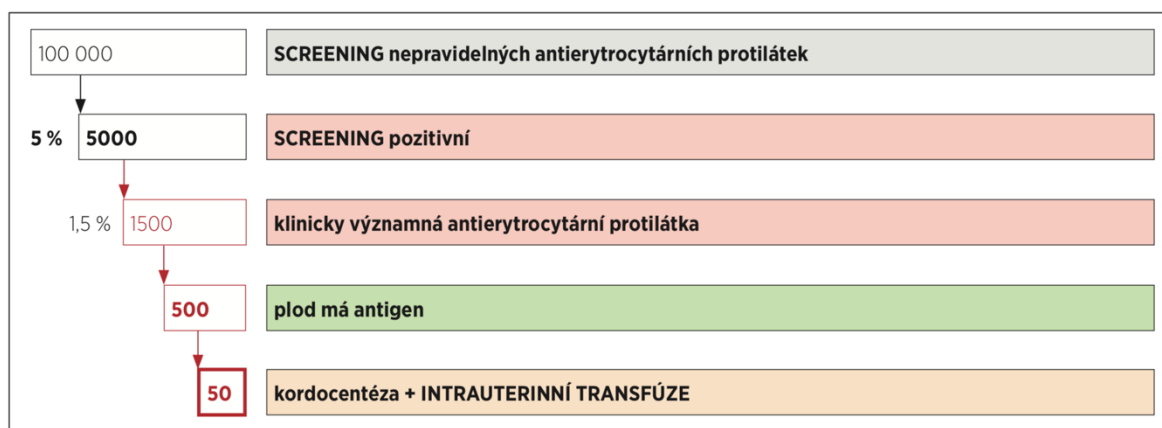 100 000 SCREENING nepravidelných antierytrocytárních protilátek
5 % 5000 SCREENING pozitivní
1,5 % 1500 klinicky významná antierytrocytární protilátka
500 plod má antigen
50 kordocentéza + INTRAUTERINNÍ TRANSFÚZE